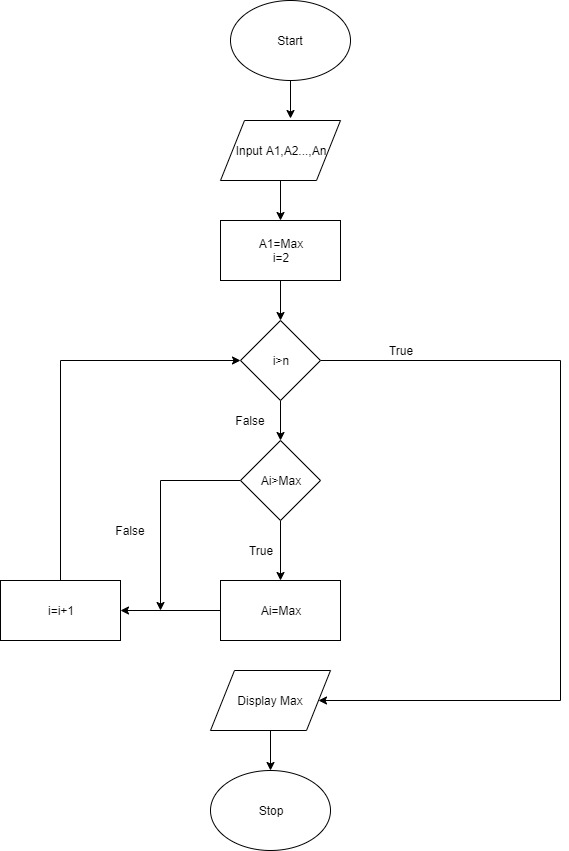 Start
Input A1,A2...,An
A1=Max
i=2
i>n
True
False
Ai>Max
False
True
i=i+1
Ai=Max
Display Max
Stop